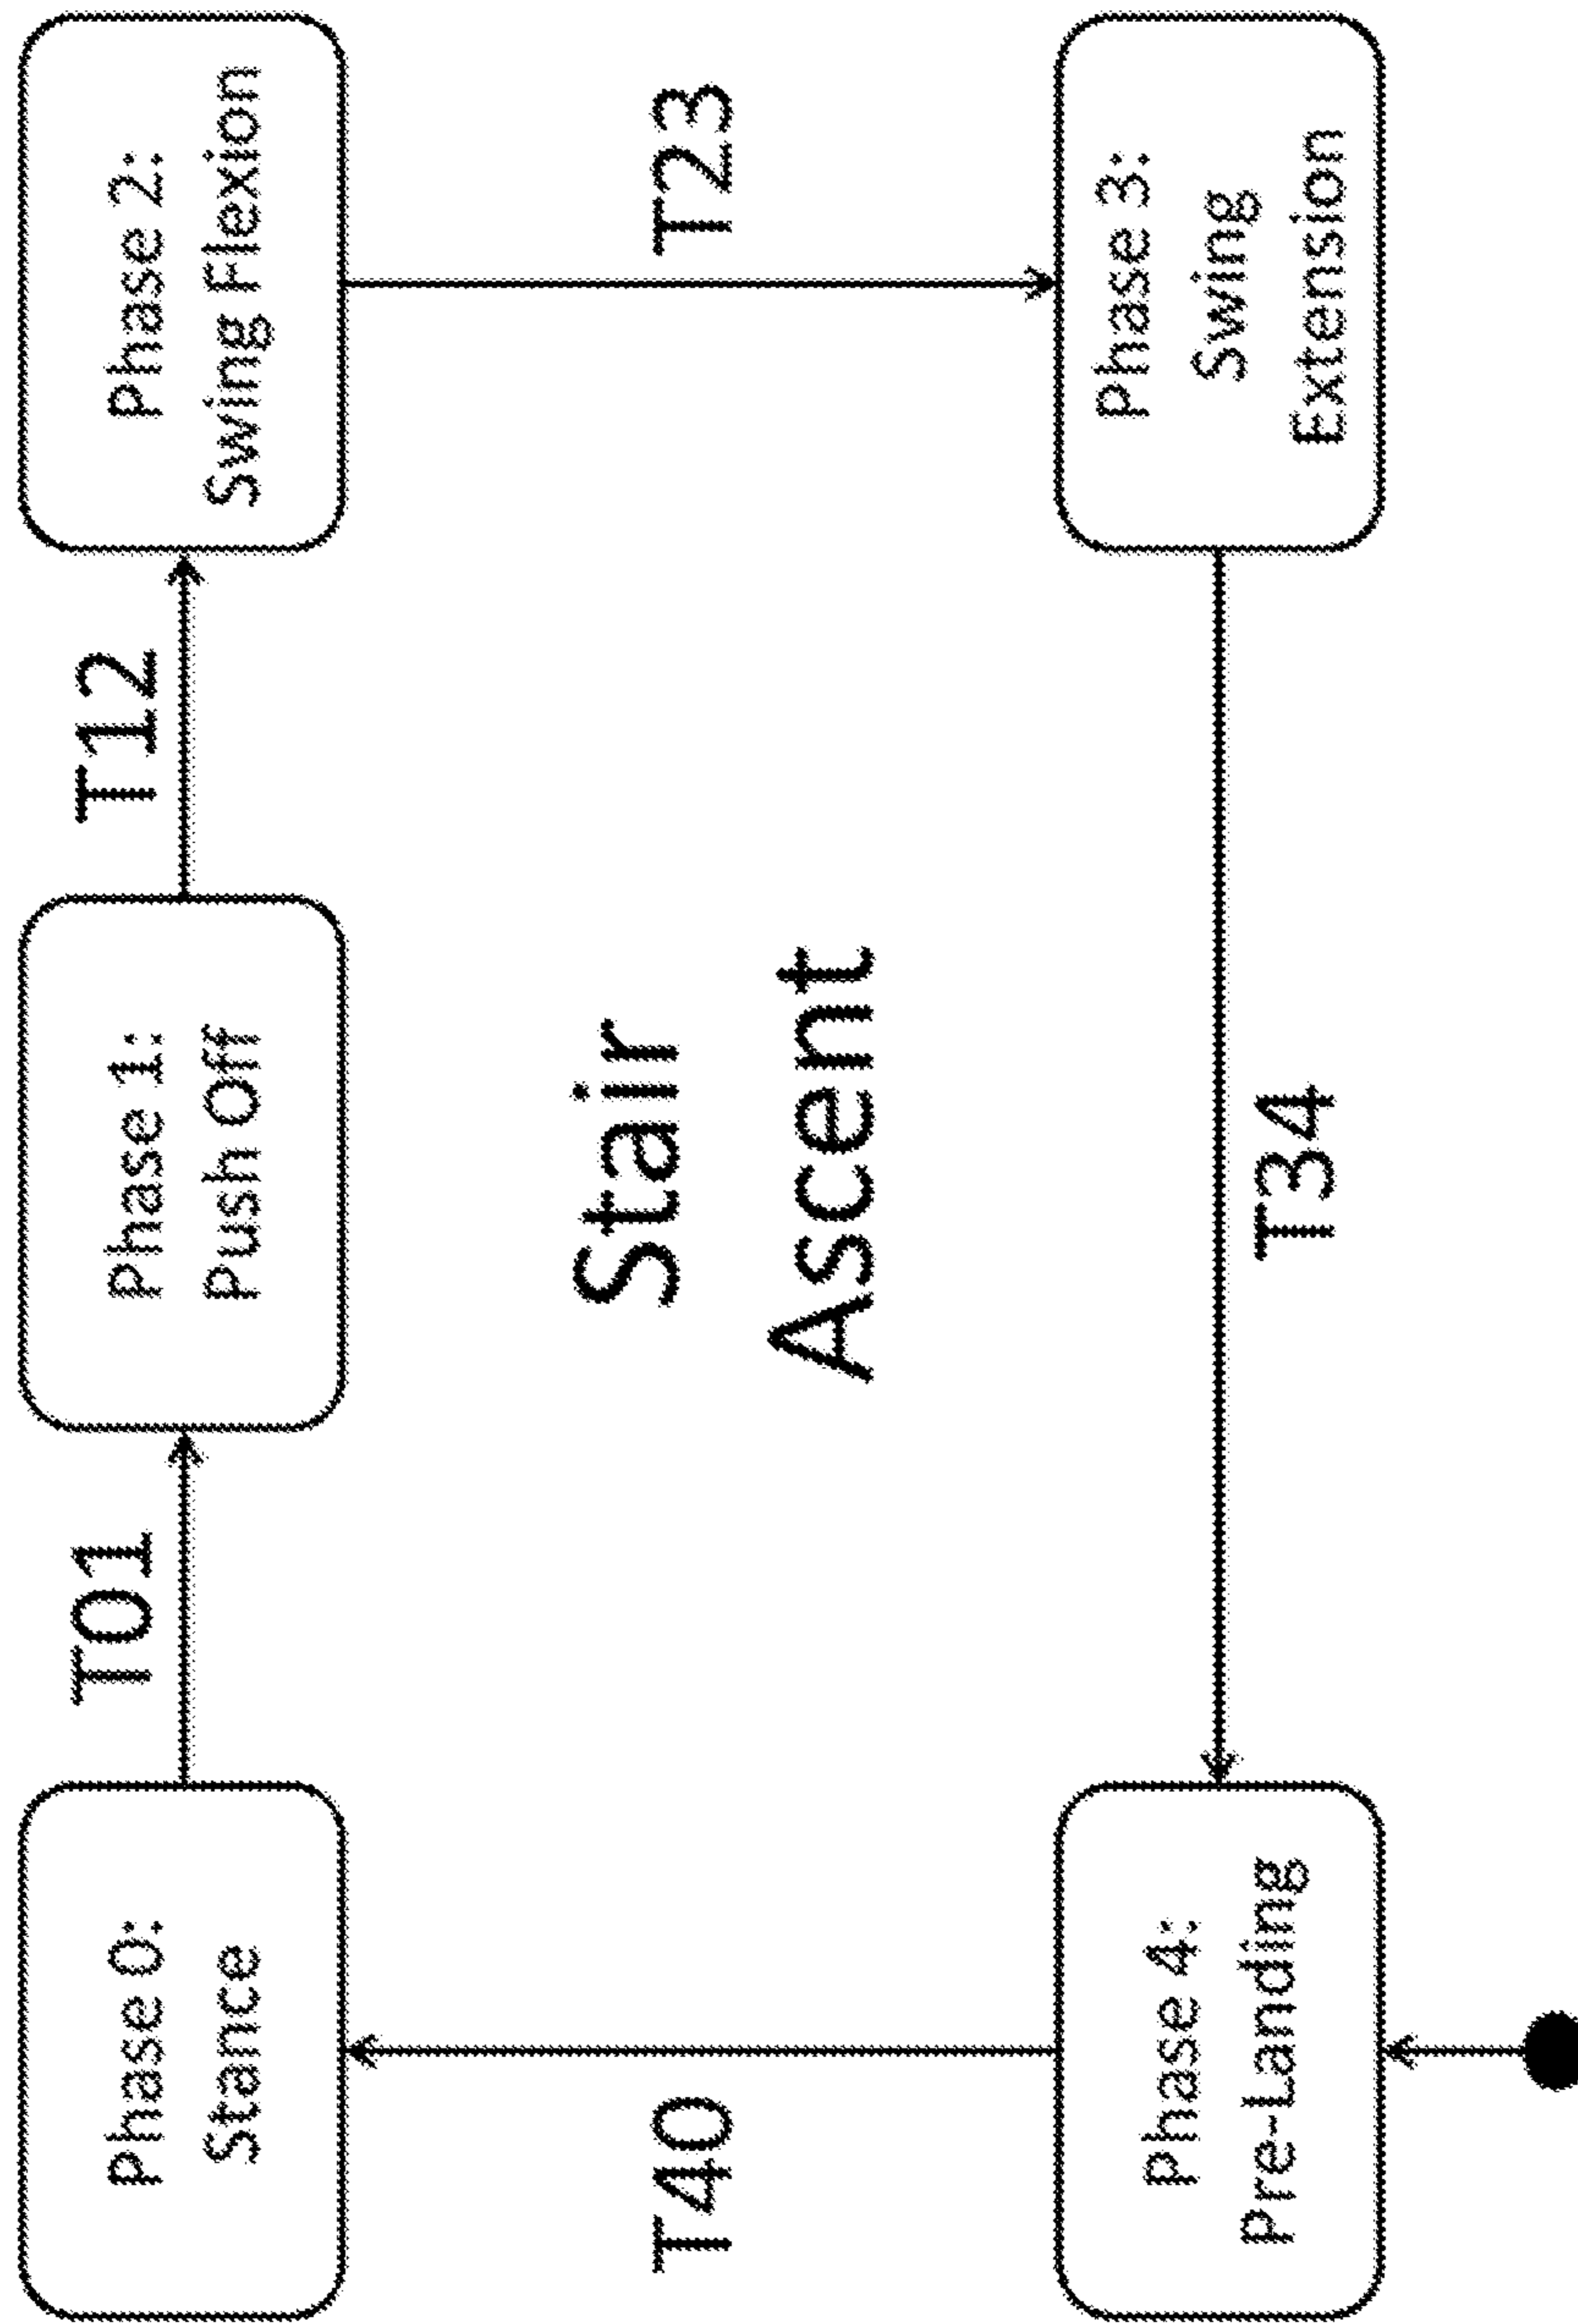 Phase 0:
Stance
T01
Phase 1:
Push Off
T12
Phase 2:
Swing Flexion
T40
Stair
Ascent
T23
Phase 4:
Pre-Landing
T34
Phase 3:
Swing
Extension